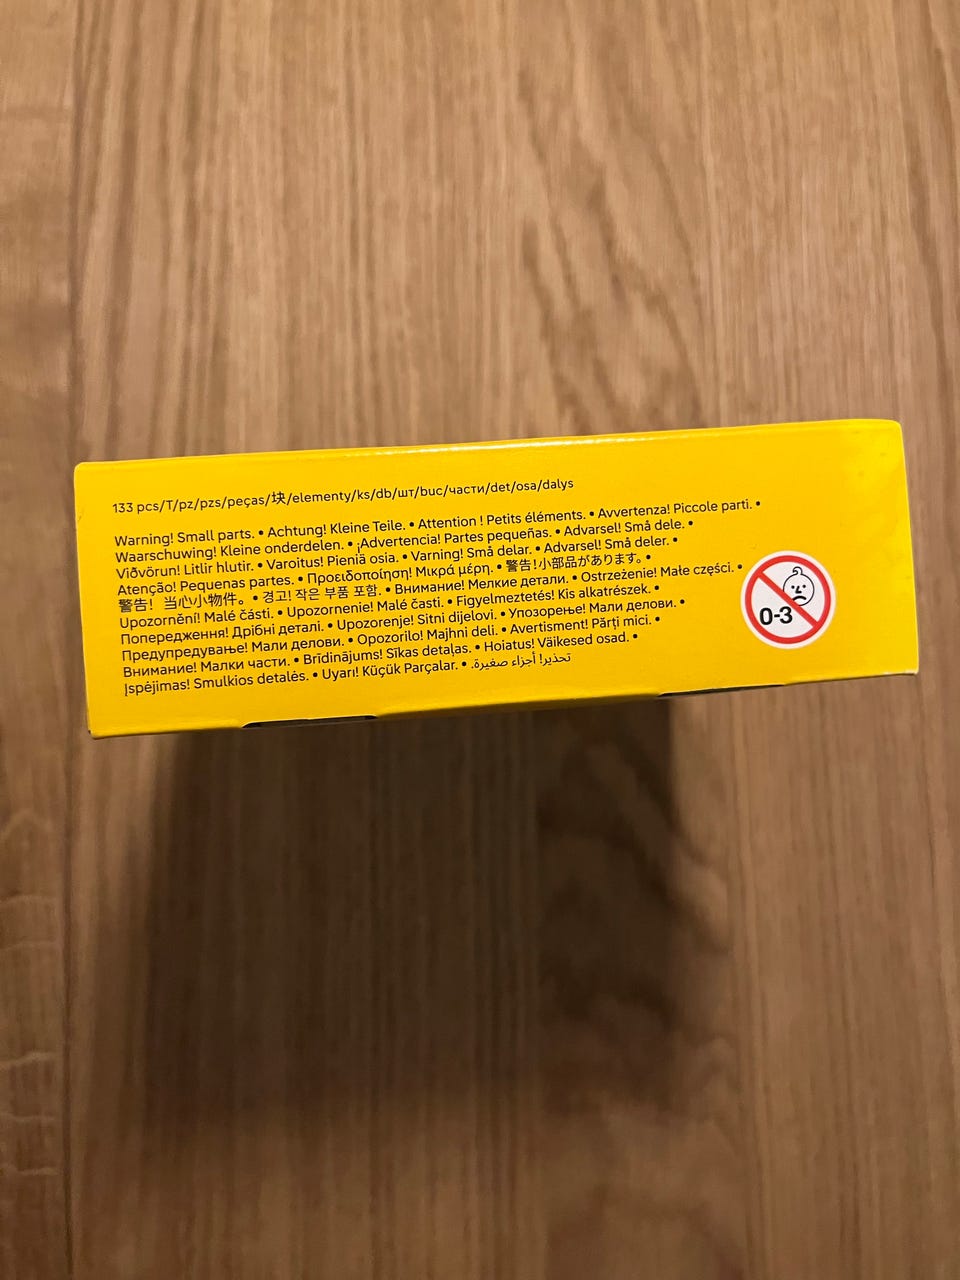 133 pcs/T/pz/pzs/peças/块/elementy/ks/db/шт/buc/части/det/osa/dalys
Warning! Small parts. • Achtung! Kleine Teile. • Attention ! Petits éléments. • Avvertenza! Piccole parti. •
Waarschuwing! Kleine onderdelen. • ¡Advertencia! Partes pequeñas. • Advarsel! Små dele. •
Viðvörun! Litlir hlutir. • Varoitus! Pieniä osia. • Varning! Små delar. • Advarsel! Små deler. •
Atenção! Pequenas partes. • Προειδοποίηση! Μικρά μέρη. • 警告!小部品があります。 •
警告！当心小物件。 • 경고! 작은 부품 포함. • Внимание! Мелкие детали. • Ostrzeżenie! Małe części. •
Upozornění! Malé části. • Upozornenie! Malé časti. • Figyelmeztetés! Kis alkatrészek. •
Попередження! Дрібні деталі. • Upozorenje! Sitni dijelovi. • Упозорење! Мали делови. •
Предупредување! Мали делови. • Opozorilo! Majhni deli. • Avertisment! Părți mici. •
Внимание! Малки части. • Brīdinājums! Sīkas detaļas. • Hoiatus! Väikesed osad. •
Įspėjimas! Smulkios detalės. • Uyarı! Küçük Parçalar. • تحذير! أجزاء صغيرة.
0-3